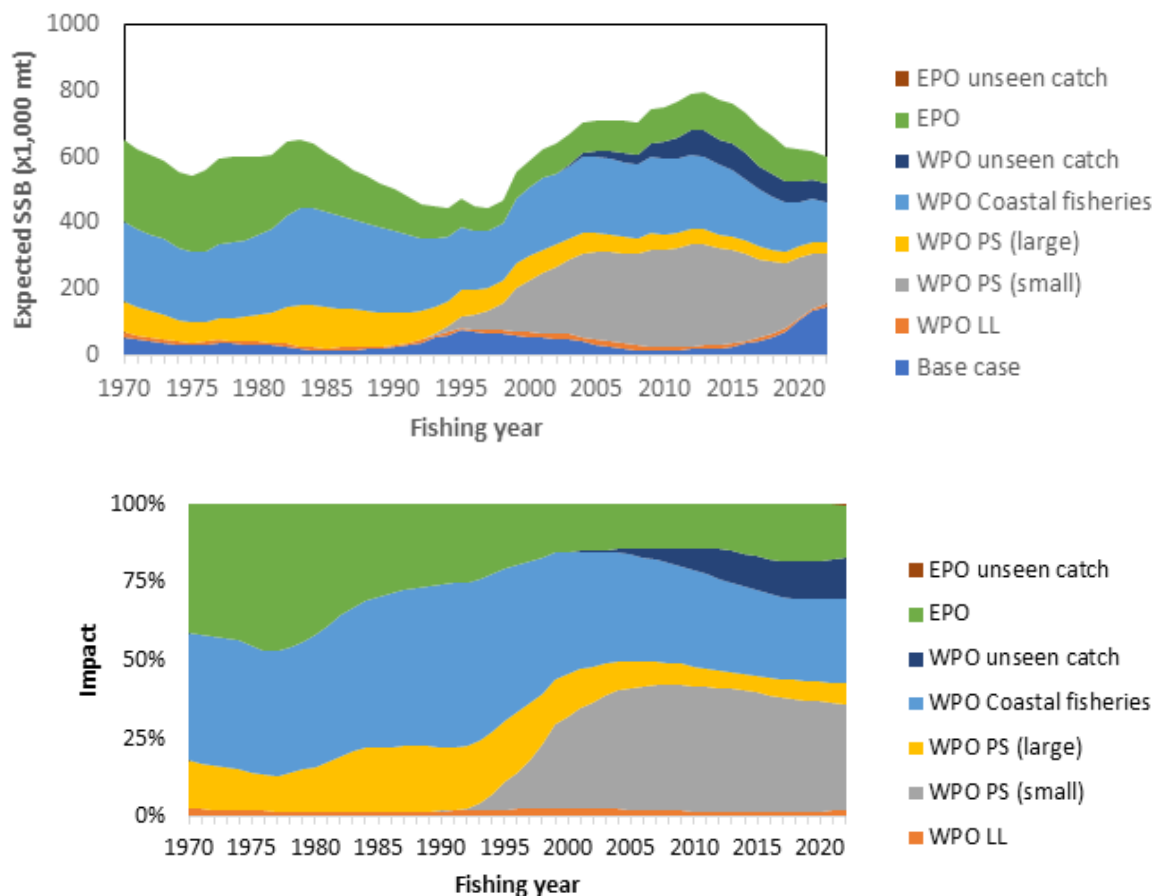 1000
800
600
400
200
0
Expected SSB (x1,000 mt)
1970 1975 1980 1985 1990 1995 2000 2005 2010 2015 2020
Fishing year
EPO unseen catch
EPO
WPO unseen catch
WPO Coastal fisheries
WPO PS (large)
WPO PS (small)
WPO LL
Base case
100%
75%
50%
25%
0%
Impact
1970 1975 1980 1985 1990 1995 2000 2005 2010 2015 2020
Fishing year
EPO unseen catch
EPO
WPO unseen catch
WPO Coastal fisheries
WPO PS (large)
WPO PS (small)
WPO LL